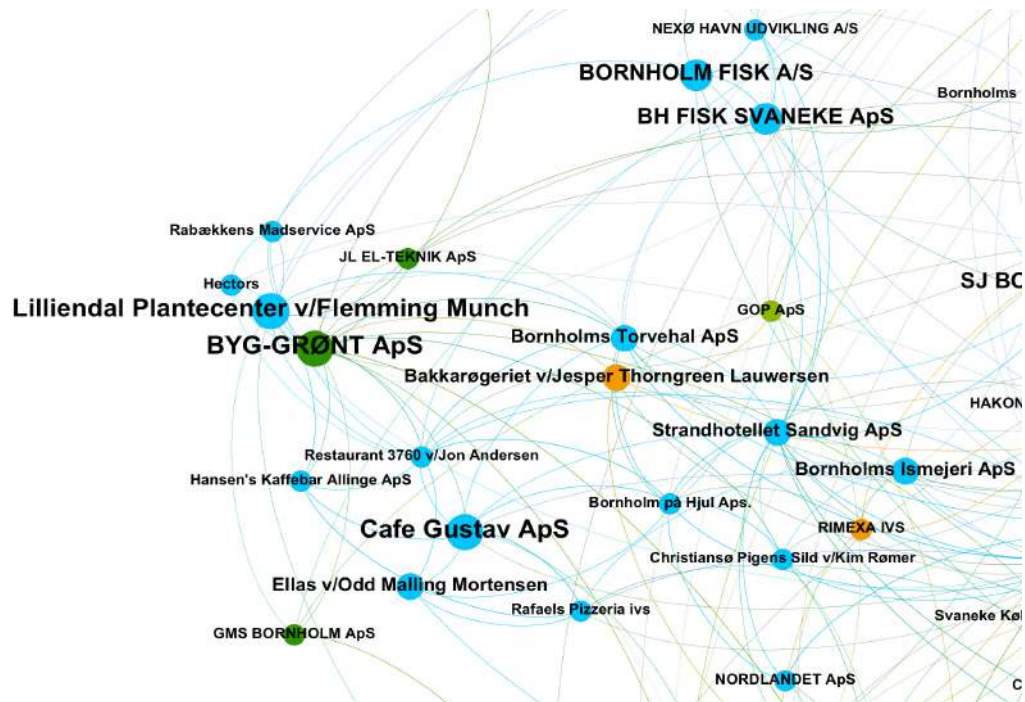 NEXØ HAVN UDVIKLING A/S
BORNHOLM FISK A/S
Bornholms
BH FISK SVANEKE ApS
Rabækkens Madservice ApS
JL EL-TEKNIK ApS
Hectors
SJ BO
Lilliendal Plantecenter v/Flemming Munch
GOP ApS
BYG-GRØNT ApS
Bornholms Torvehal ApS
Bakkarøgeriet v/Jesper Thorngreen Lauwersen
HAKON
Strandhotellet Sandvig ApS
Restaurant 3760 v/Jon Andersen
Bornholms Ismejeri ApS
Hansen's Kaffebar Allinge ApS
Bornholm på Hjul Aps.
Cafe Gustav ApS
RIMEXA IVS
Christiansø Pigens Sild v/Kim Rømer
Ellas v/Odd Malling Mortensen
Rafaels Pizzeria ivs
Svaneke Køl
GMS BORNHOLM ApS
NORDLANDET ApS
C